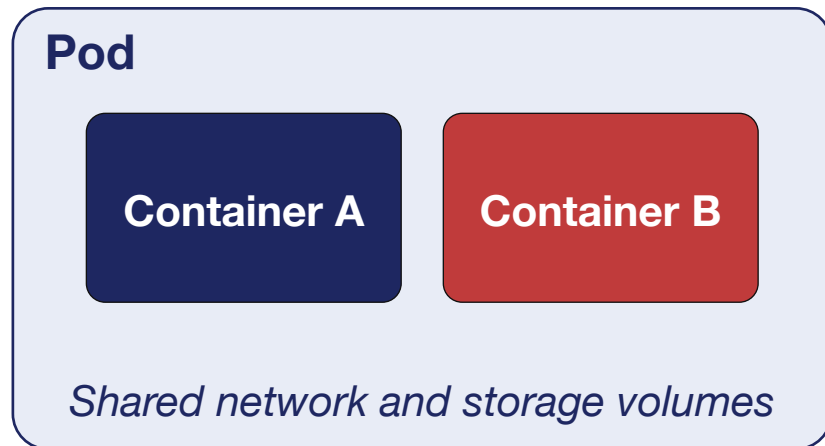 Pod
Container A
Container B
Shared network and storage volumes